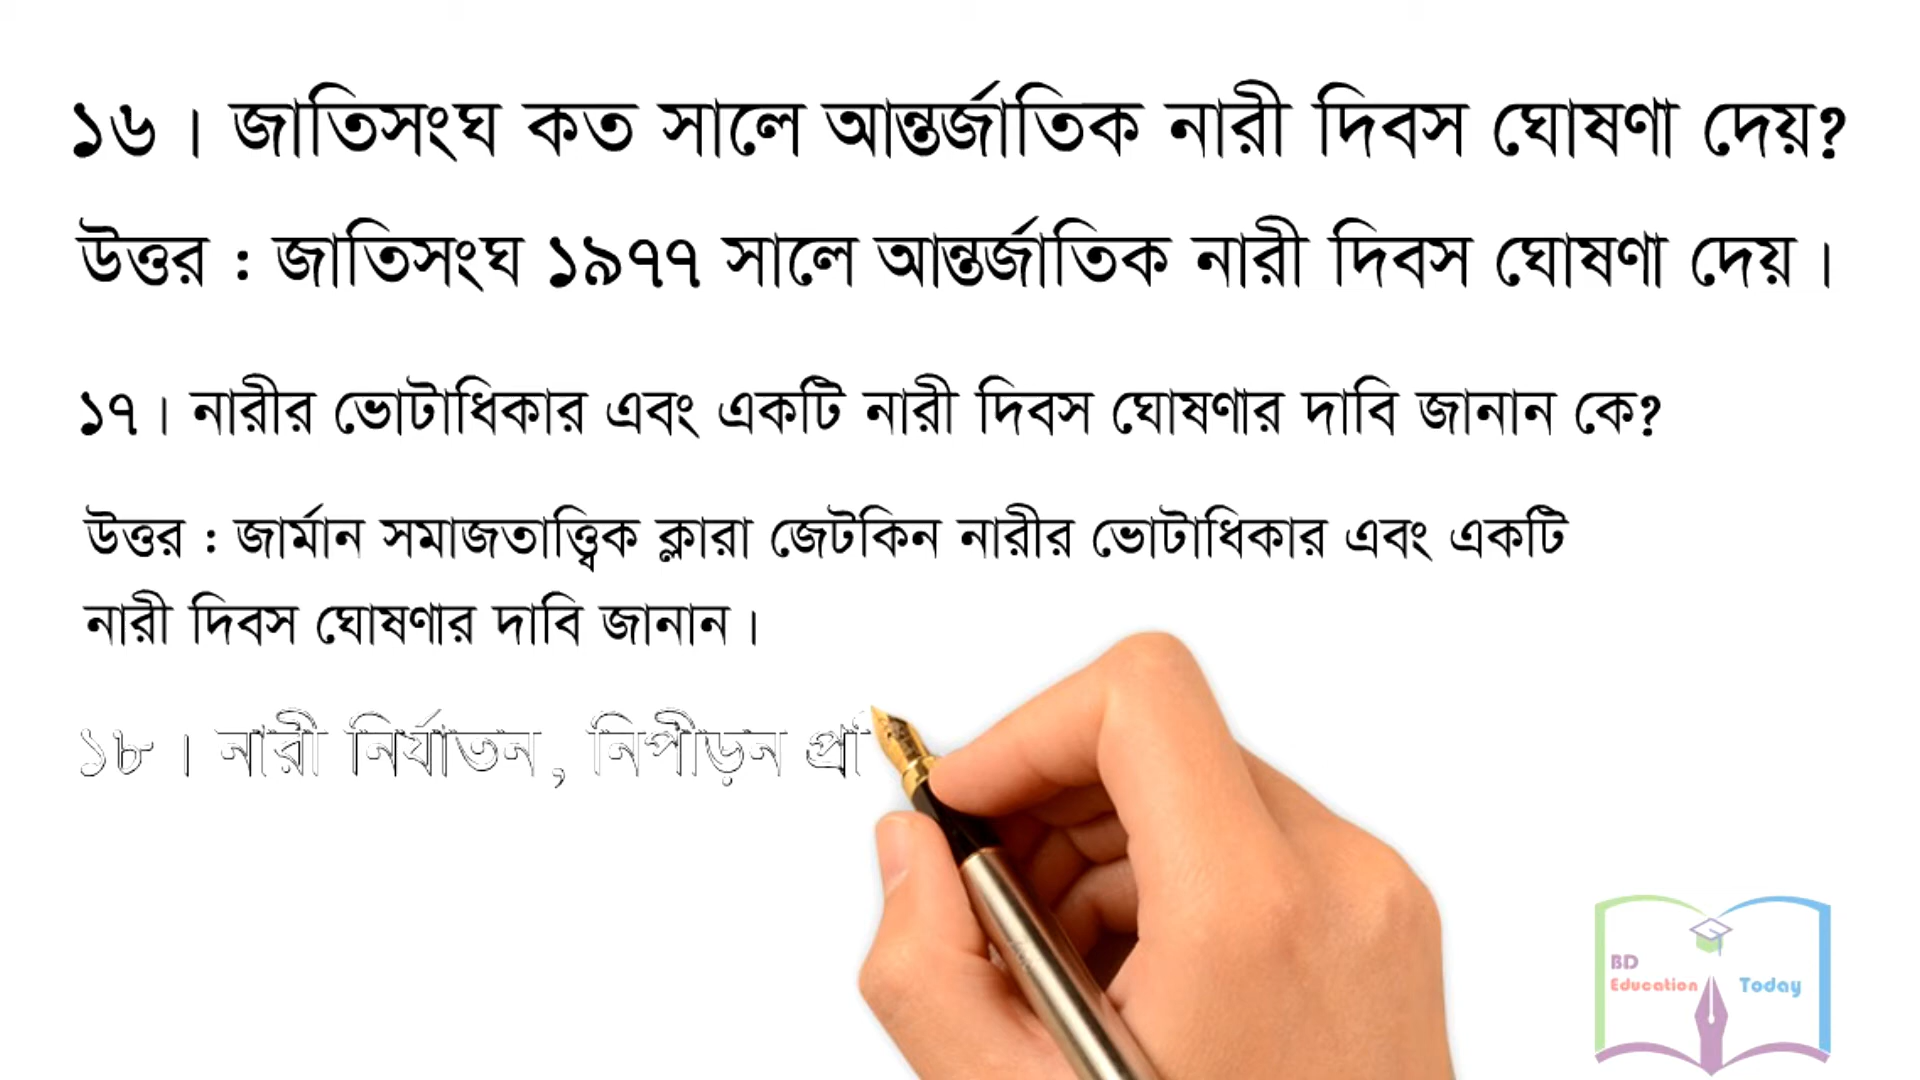 ১৬। জাতিসংঘ কত সালে আন্তর্জাতিক নারী দিবস ঘোষণা দেয়?
উত্তর : জাতিসংঘ ১৯৭৭ সালে আন্তর্জাতিক নারী দিবস ঘোষণা দেয়।
১৭। নারীর ভোটাধিকার এবং একটি নারী দিবস ঘোষণার দাবি জানান কে?
উত্তর : জার্মান সমাজতাত্ত্বিক ক্লারা জেটকিন নারীর ভোটাধিকার এবং একটি
নারী দিবস ঘোষণার দাবি জানান।
১৮। নারী নির্যাতন, নিপীড়ন
BD
Education Today